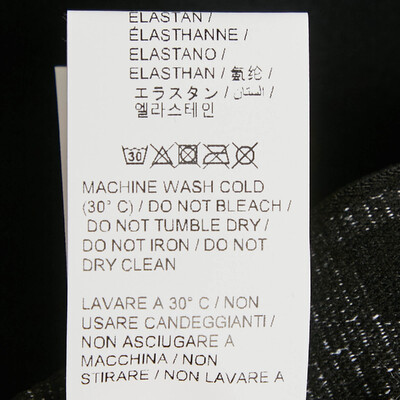 ELASTAN /
ÉLASTHANNE /
ELASTANO /
ELASTHAN / 氨纶 /
エラスタン / الستان /
엘라스테인
30
MACHINE WASH COLD
(30° C) / DO NOT BLEACH /
DO NOT TUMBLE DRY /
DO NOT IRON / DO NOT
DRY CLEAN
LAVARE A 30° C / NON
USARE CANDEGGIANTI /
NON ASCIUGARE A
MACCHINA / NON
STIRARE / NON LAVARE A